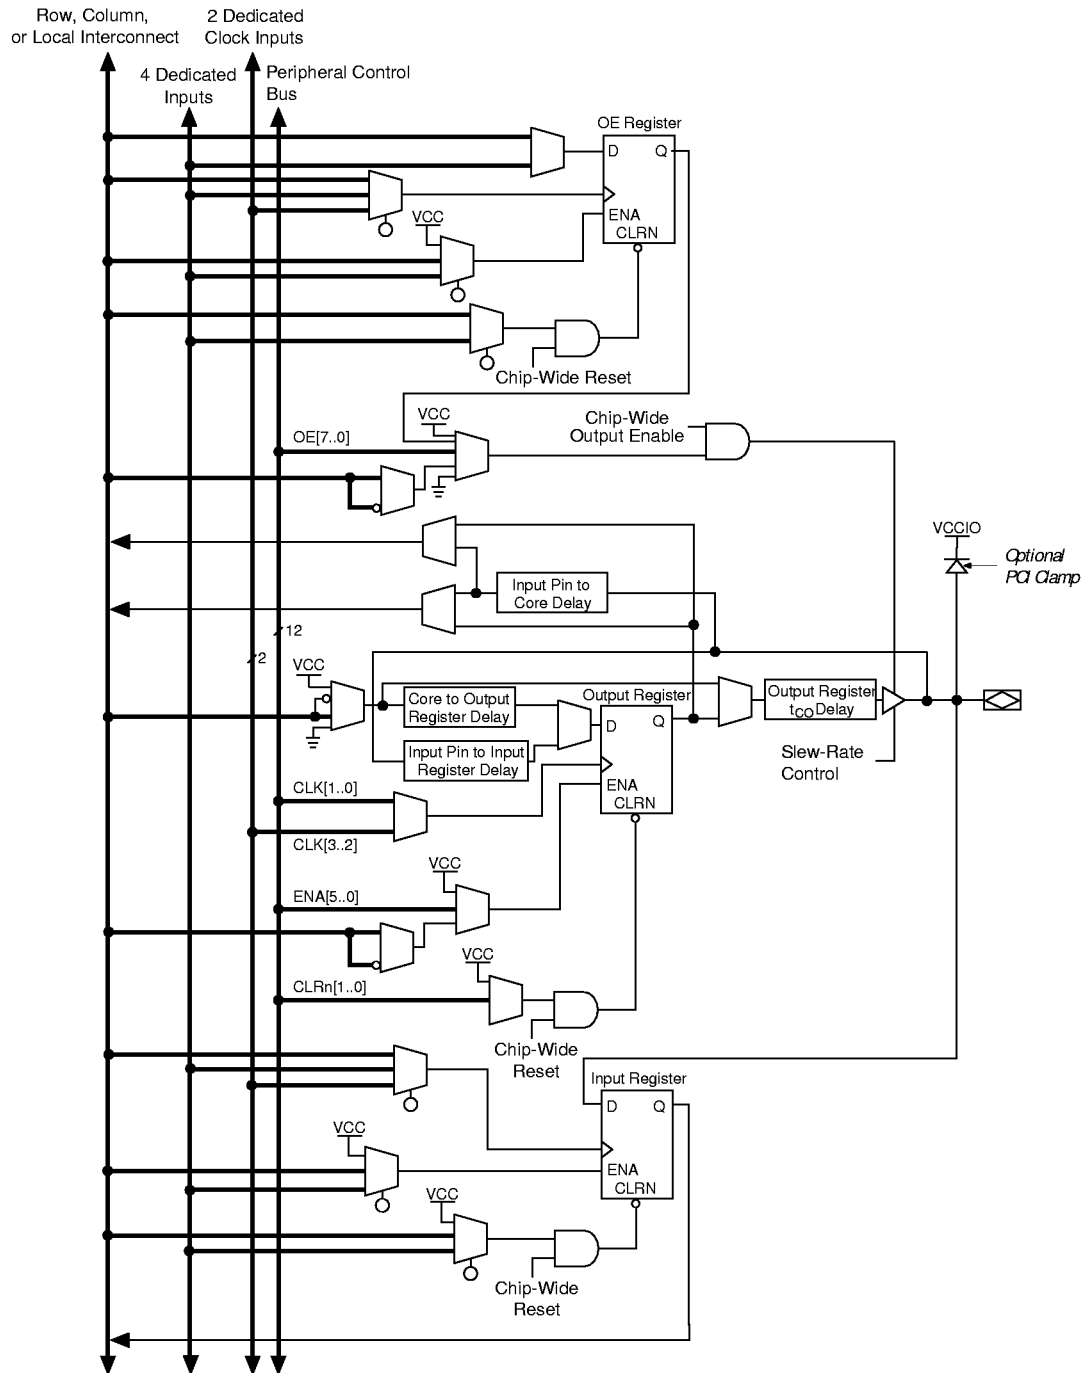 Row, Column,
or Local Interconnect
2 Dedicated
Clock Inputs
4 Dedicated
Inputs
Peripheral Control
Bus
OE Register
D
Q
ENA
CLRN
VCC
Chip-Wide Reset
VCC
OE[7..0]
Chip-Wide
Output Enable
VCCIO
Optional
PCI Clamp
Input Pin to
Core Delay
12
2
VCC
Core to Output
Register Delay
Output Register
D
Q
ENA
CLRN
Output Register
tCO Delay
Input Pin to Input
Register Delay
Slew-Rate
Control
CLK[1..0]
CLK[3..2]
VCC
ENA[5..0]
VCC
CLRn[1..0]
Chip-Wide
Reset
Input Register
D
Q
ENA
CLRN
VCC
VCC
Chip-Wide
Reset